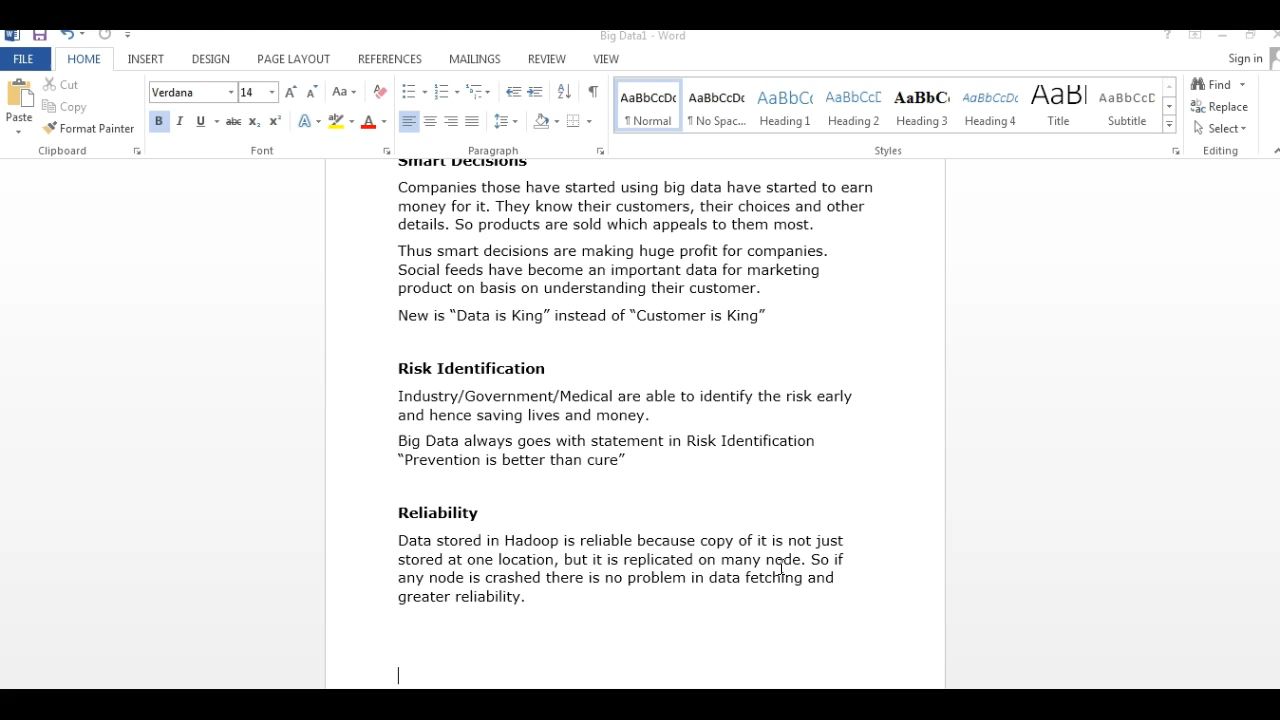 Big Data1 - Word
FILE HOME INSERT DESIGN PAGE LAYOUT REFERENCES MAILINGS REVIEW VIEW Sign in
Paste
Cut
Copy
Format Painter
Clipboard
Verdana 14 Aa
B I U abc x₂ x² A A
Font
Paragraph
AaBbCcDc AaBbCcDc AaBbC( AaBbCcD AaBbC AaBbCcDc AaB AaBbCcD
¶ Normal ¶ No Spac... Heading 1 Heading 2 Heading 3 Heading 4 Title Subtitle
Styles
Find
Replace
Select
Editing
Smart Decisions
Companies those have started using big data have started to earn
money for it. They know their customers, their choices and other
details. So products are sold which appeals to them most.
Thus smart decisions are making huge profit for companies.
Social feeds have become an important data for marketing
product on basis on understanding their customer.
New is “Data is King” instead of “Customer is King”
Risk Identification
Industry/Government/Medical are able to identify the risk early
and hence saving lives and money.
Big Data always goes with statement in Risk Identification
“Prevention is better than cure”
Reliability
Data stored in Hadoop is reliable because copy of it is not just
stored at one location, but it is replicated on many node. So if
any node is crashed there is no problem in data fetching and
greater reliability.